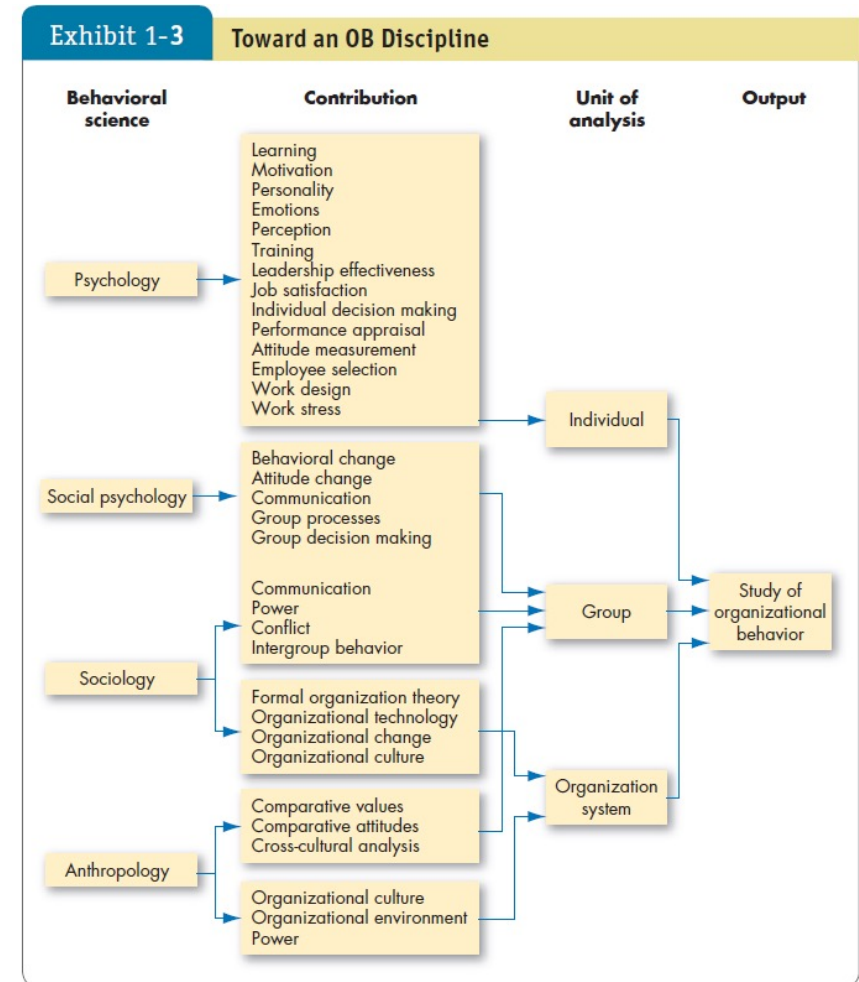 Exhibit 1-3
Toward an OB Discipline
Behavioral
science
Contribution
Unit of
analysis
Output
Psychology
Learning
Motivation
Personality
Emotions
Perception
Training
Leadership effectiveness
Job satisfaction
Individual decision making
Performance appraisal
Attitude measurement
Employee selection
Work design
Work stress
Individual
Social psychology
Behavioral change
Attitude change
Communication
Group processes
Group decision making
Communication
Power
Conflict
Intergroup behavior
Group
Study of
organizational
behavior
Sociology
Formal organization theory
Organizational technology
Organizational change
Organizational culture
Organization
system
Anthropology
Comparative values
Comparative attitudes
Cross-cultural analysis
Organizational culture
Organizational environment
Power